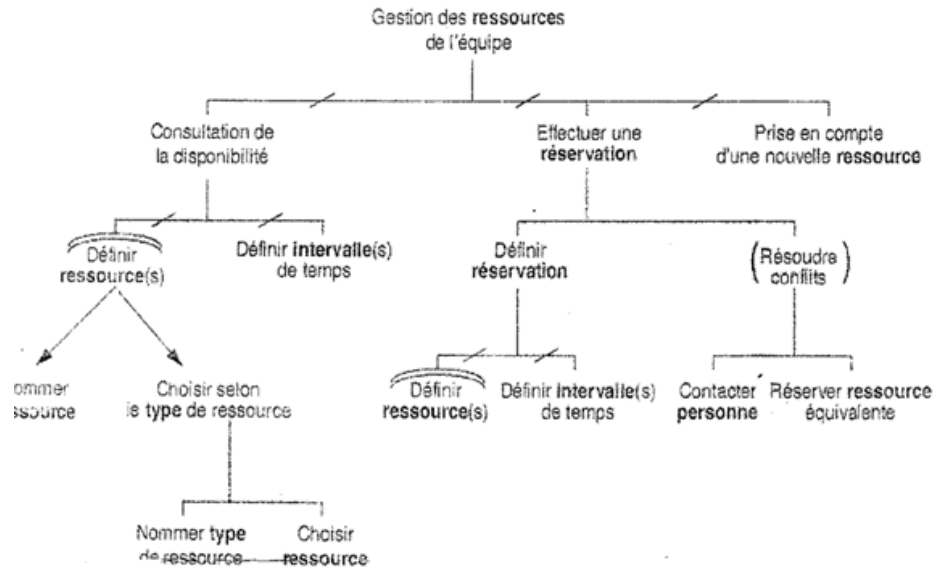 Gestion des ressources
de l'équipe
Consultation de
la disponibilité
Effectuer une
réservation
Prise en compte
d'une nouvelle ressource
Définir
ressource(s)
Définir intervalle(s)
de temps
Définir
réservation
(Résoudre
conflits)
ommer
ssource
Choisir selon
le type de ressource
Définir
ressource(s)
Définir intervalle(s)
de temps
Contacter
personne
Réserver ressource
équivalente
Nommer type
de ressource
Choisir
ressource